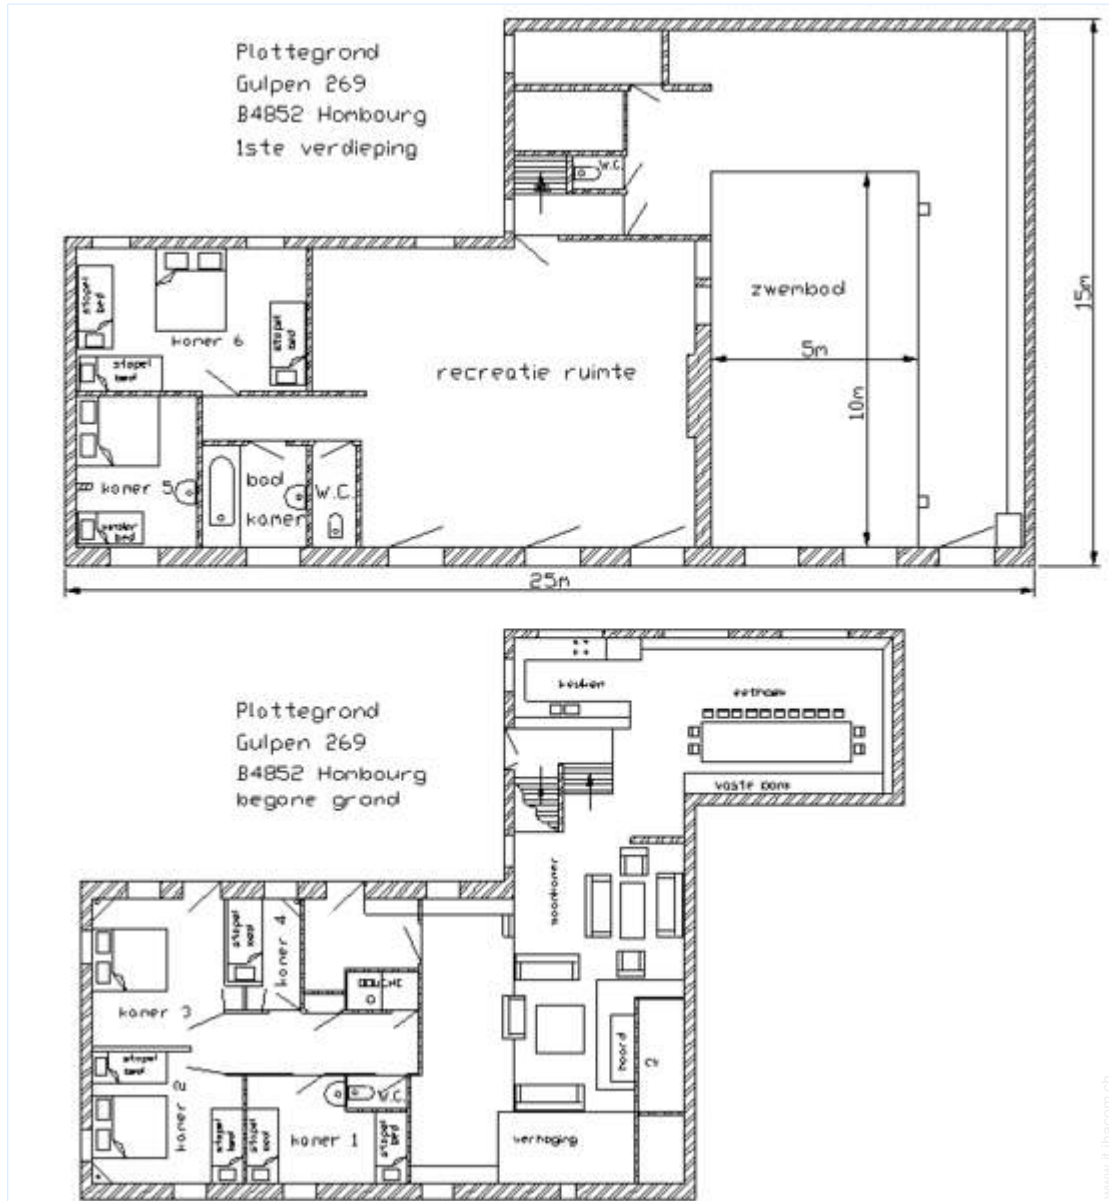 Plattegrond
Gulpen 269
B4852 Hombourg
1ste verdieping
W.C.
15m
zwembad
5m
10m
stapel
bed
kamer 6
stapel
bed
stapel
bed
recreatie ruimte
kamer 5
bad
kamer
W.C.
kinder
bed
25m
Plattegrond
Gulpen 269
B4852 Hombourg
begane grond
keuken
eethoek
vaste bank
woonkamer
stapel
bed
kamer 4
DOUCHE
kamer 3
haard
stapel
bed
kamer 2
W.C.
stapel
bed
stapel
bed
kamer 1
stapel
bed
verhoging